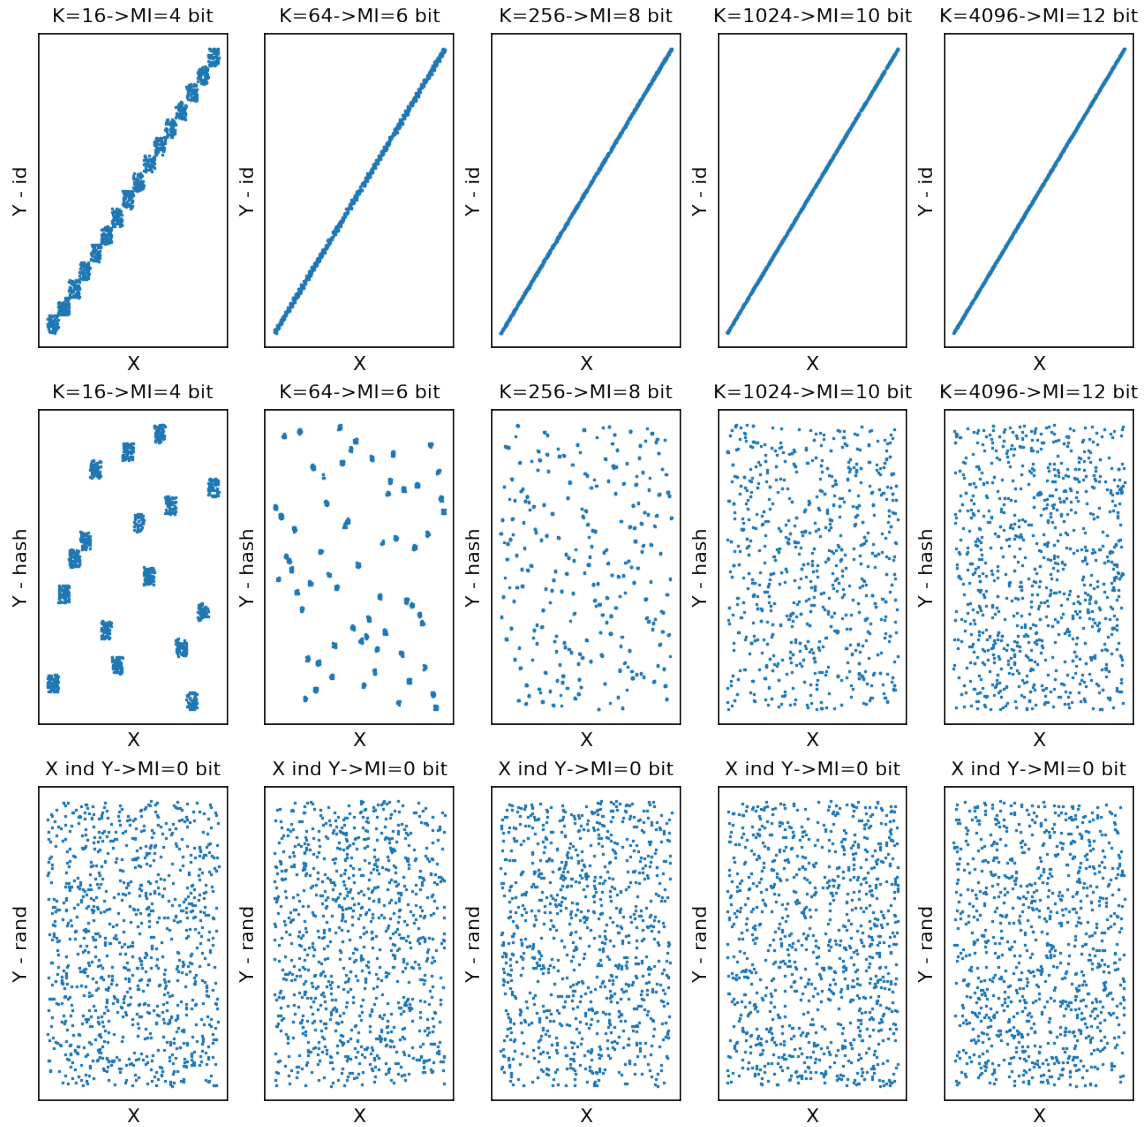 K=16->MI=4 bit
K=64->MI=6 bit
K=256->MI=8 bit
K=1024->MI=10 bit
K=4096->MI=12 bit
Y - id
Y - id
Y - id
Y - id
Y - id
X
X
X
X
X
K=16->MI=4 bit
K=64->MI=6 bit
K=256->MI=8 bit
K=1024->MI=10 bit
K=4096->MI=12 bit
Y - hash
Y - hash
Y - hash
Y - hash
Y - hash
X
X
X
X
X
X ind Y->MI=0 bit
X ind Y->MI=0 bit
X ind Y->MI=0 bit
X ind Y->MI=0 bit
X ind Y->MI=0 bit
Y - rand
Y - rand
Y - rand
Y - rand
Y - rand
X
X
X
X
X